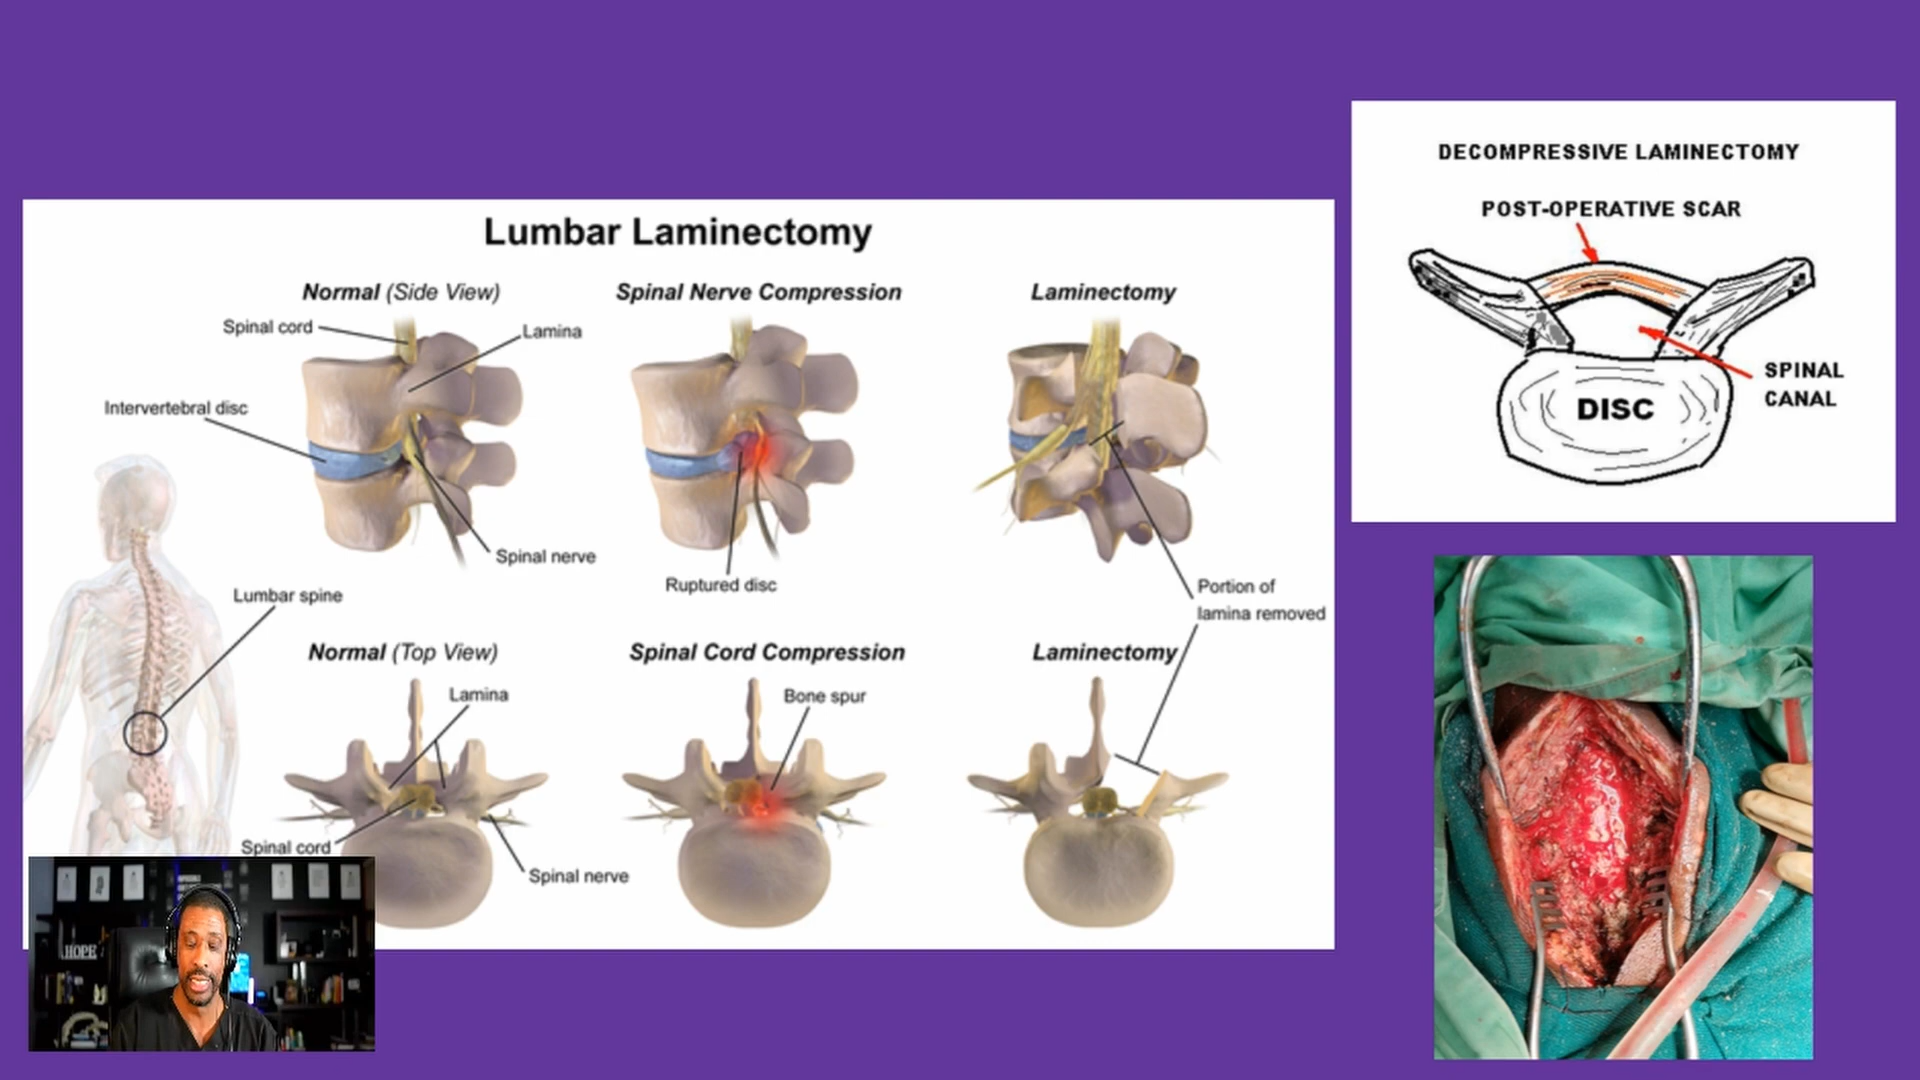 Lumbar Laminectomy
Normal (Side View)
Spinal Nerve Compression
Laminectomy
Spinal cord
Lamina
Intervertebral disc
Spinal nerve
Ruptured disc
Portion of
lamina removed
Lumbar spine
Normal (Top View)
Spinal Cord Compression
Laminectomy
Lamina
Bone spur
Spinal cord
Spinal nerve
DECOMPRESSIVE LAMINECTOMY
POST-OPERATIVE SCAR
SPINAL
CANAL
DISC
HOPE